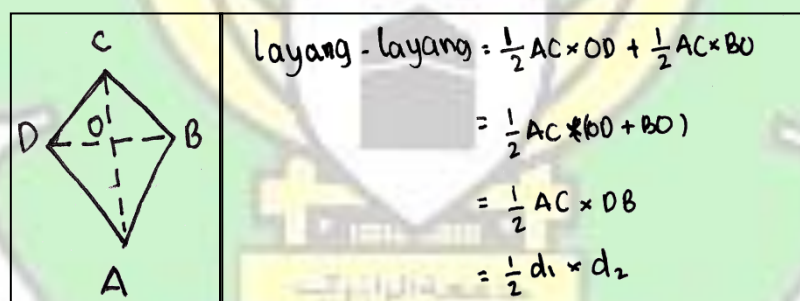 C
D O B
A
layang-layang = 1/2 AC × OD + 1/2 AC × BO
= 1/2 AC × (OD + BO)
= 1/2 AC × DB
= 1/2 d₁ × d₂